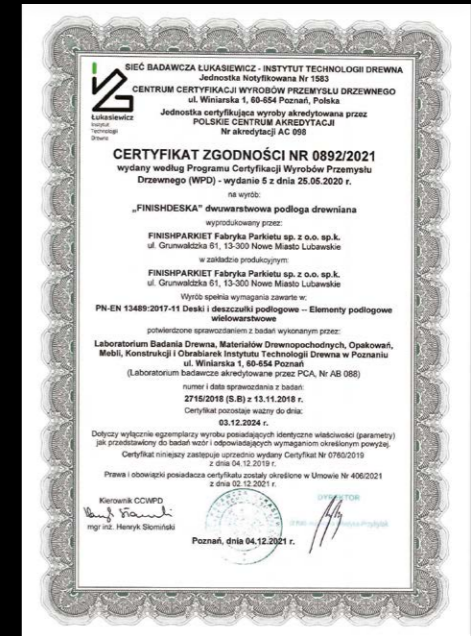 SIEĆ BADAWCZA ŁUKASIEWICZ - INSTYTUT TECHNOLOGII DREWNA
Jednostka Notyfikowana Nr 1583
CENTRUM CERTYFIKACJI WYROBÓW PRZEMYSŁU DRZEWNEGO
ul. Winiarska 1, 60-654 Poznań, Polska
Łukasiewicz
Instytut
Technologii
Drewna
Jednostka certyfikująca wyroby akredytowana przez
POLSKIE CENTRUM AKREDYTACJI
Nr akredytacji AC 098
CERTYFIKAT ZGODNOŚCI NR 0892/2021
wydany według Programu Certyfikacji Wyrobów Przemysłu
Drzewnego (WPD) - wydanie 5 z dnia 25.05.2020 r.
na wyrób:
„FINISHDESKA” dwuwarstwowa podłoga drewniana
wyprodukowany przez:
FINISHPARKIET Fabryka Parkietu sp. z o.o. sp.k.
ul. Grunwaldzka 61, 13-300 Nowe Miasto Lubawskie
w zakładzie produkcyjnym:
FINISHPARKIET Fabryka Parkietu sp. z o.o. sp.k.
ul. Grunwaldzka 61, 13-300 Nowe Miasto Lubawskie
Wyrób spełnia wymagania zawarte w:
PN-EN 13489:2017-11 Deski i deszczułki podłogowe -- Elementy podłogowe
wielowarstwowe
potwierdzone sprawozdaniem z badań wykonanym przez:
Laboratorium Badania Drewna, Materiałów Drewnopochodnych, Opakowań,
Mebli, Konstrukcji i Obrabiarek Instytutu Technologii Drewna w Poznaniu
ul. Winiarska 1, 60-654 Poznań
(Laboratorium badawcze akredytowane przez PCA, Nr AB 088)
numer i data sprawozdania z badań:
2715/2018 (S.B) z 13.11.2018 r.
Certyfikat pozostaje ważny do dnia:
03.12.2024 r.
Dotyczy wyłącznie egzemplarzy wyrobu posiadających identyczne właściwości (parametry)
jak przedstawiony do badań wzór i odpowiadających wymaganiom określonym powyżej.
Certyfikat niniejszy zastępuje uprzednio wydany Certyfikat Nr 0760/2019
z dnia 04.12.2019 r.
Prawa i obowiązki posiadacza certyfikatu zostały określone w Umowie Nr 406/2021
z dnia 02.12.2021 r.
Kierownik CCWPD
DYREKTOR
mgr inż. Henryk Słomiński
Poznań, dnia 04.12.2021 r.